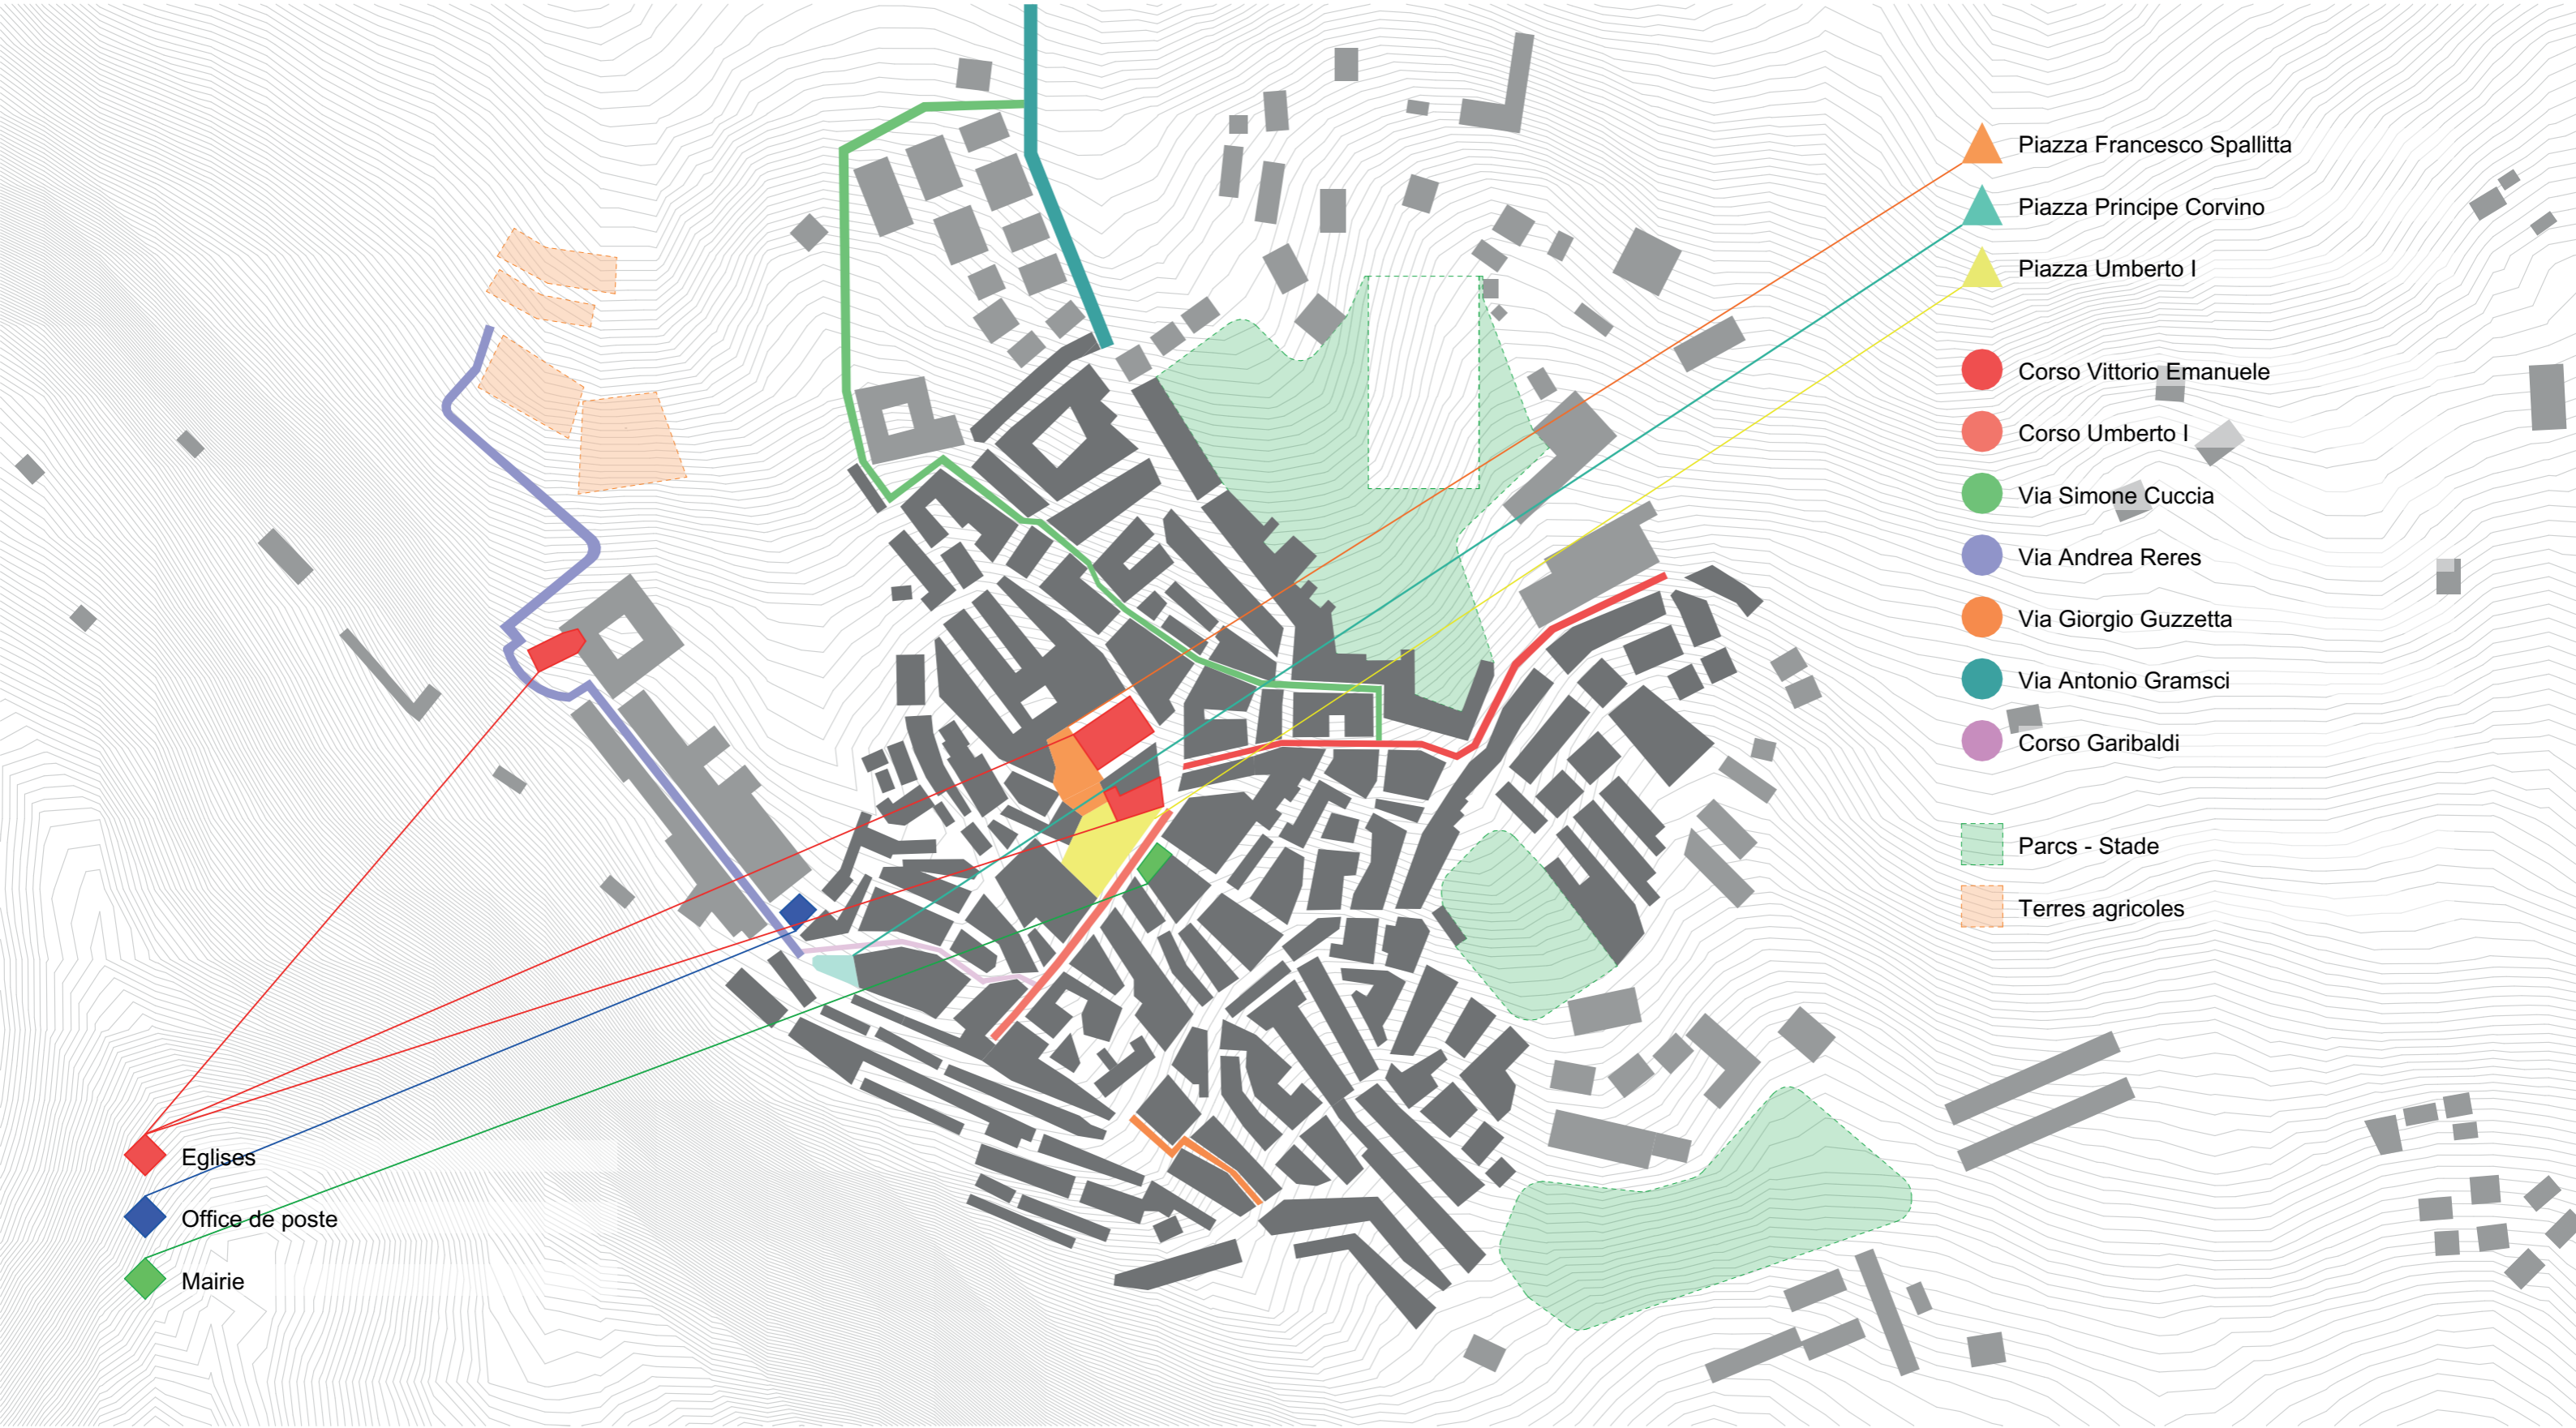 Piazza Francesco Spallitta
Piazza Principe Corvino
Piazza Umberto I
Corso Vittorio Emanuele
Corso Umberto I
Via Simone Cuccia
Via Andrea Reres
Via Giorgio Guzzetta
Via Antonio Gramsci
Corso Garibaldi
Parcs - Stade
Terres agricoles
Eglises
Office de poste
Mairie